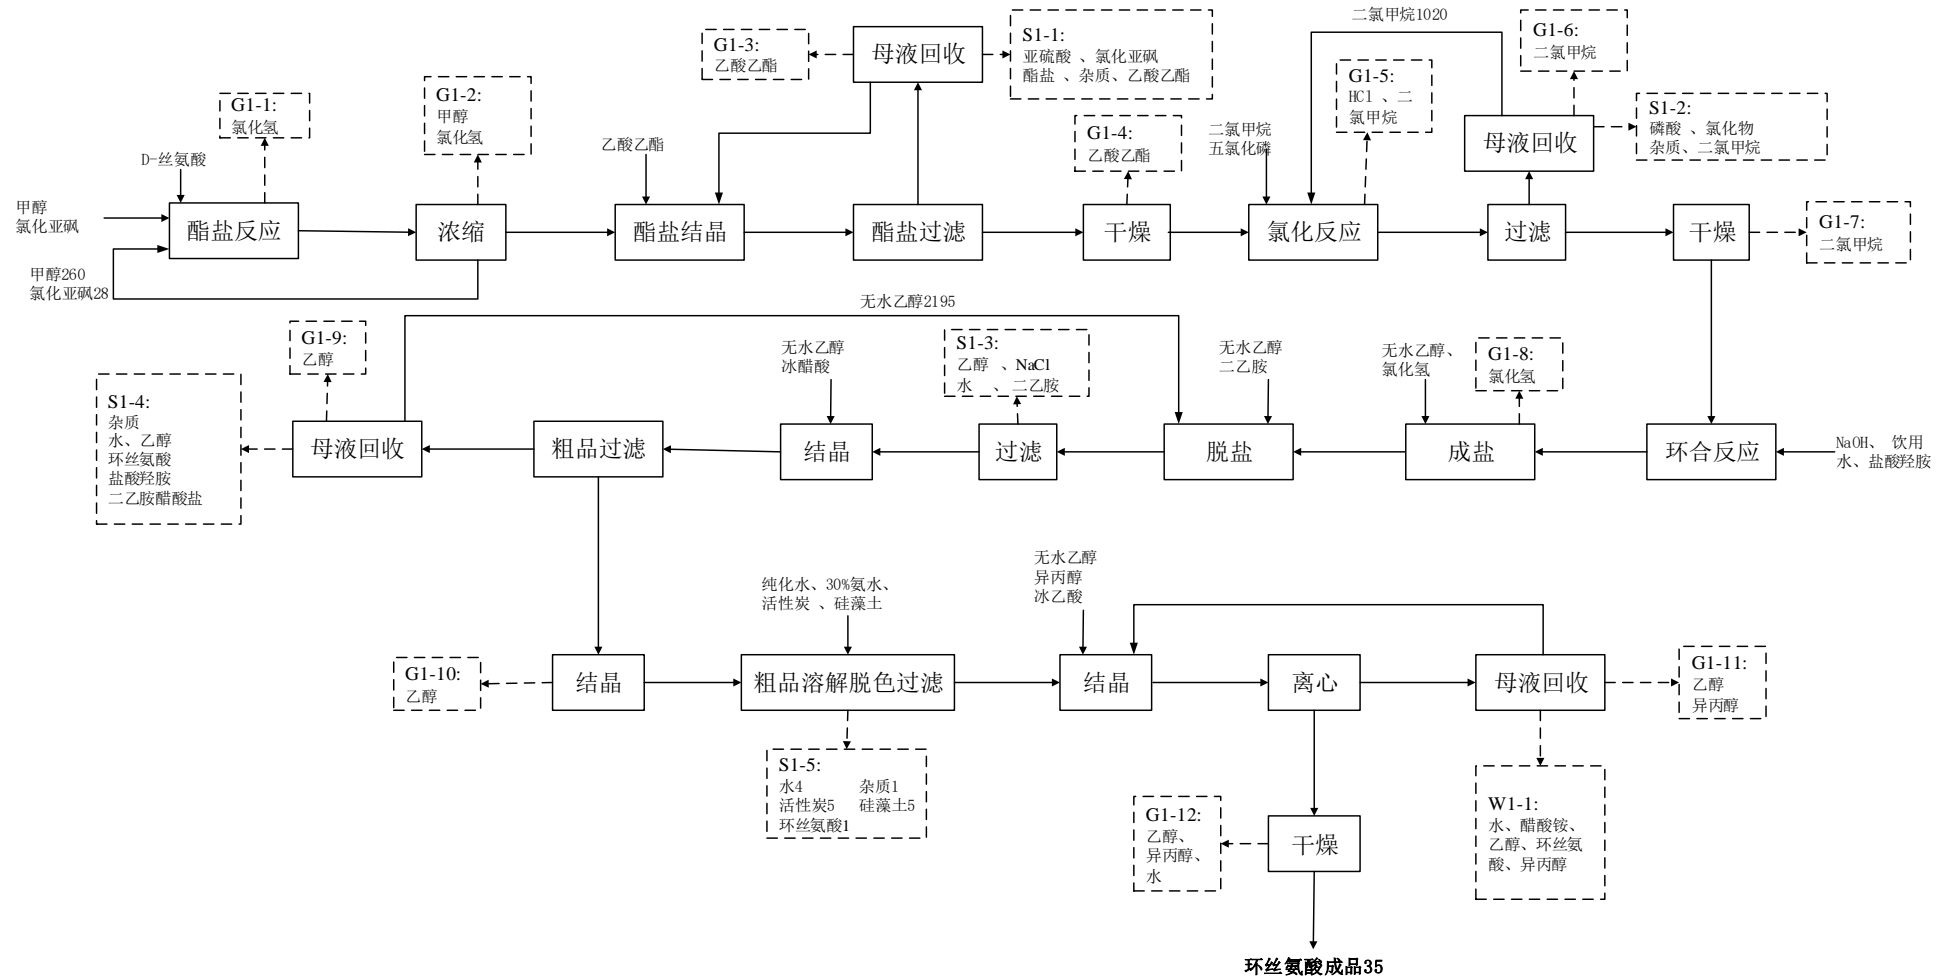 二氯甲烷1020
G1-3:
乙酸乙酯
母液回收
S1-1:
亚硫酸 、氯化亚砜
酯盐 、杂质、乙酸乙酯
G1-6:
二氯甲烷
G1-1:
氯化氢
G1-2:
甲醇
氯化氢
G1-5:
HCl 、二
氯甲烷
母液回收
S1-2:
磷酸 、氯化物
杂质、二氯甲烷
D-丝氨酸
乙酸乙酯
G1-4:
乙酸乙酯
二氯甲烷
五氯化磷
甲醇
氯化亚砜
酯盐反应
浓缩
酯盐结晶
酯盐过滤
干燥
氯化反应
过滤
干燥
G1-7:
二氯甲烷
甲醇260
氯化亚砜28
无水乙醇2195
G1-9:
乙醇
无水乙醇
冰醋酸
S1-3:
乙醇 、NaCl
水 、二乙胺
无水乙醇
二乙胺
无水乙醇、
氯化氢
G1-8:
氯化氢
S1-4:
杂质
水、乙醇
环丝氨酸
盐酸羟胺
二乙胺醋酸盐
母液回收
粗品过滤
结晶
过滤
脱盐
成盐
环合反应
NaOH、 饮用
水、盐酸羟胺
纯化水、30%氨水、
活性炭 、硅藻土
无水乙醇
异丙醇
冰乙酸
G1-10:
乙醇
结晶
粗品溶解脱色过滤
结晶
离心
母液回收
G1-11:
乙醇
异丙醇
S1-5:
水4 杂质1
活性炭5 硅藻土5
环丝氨酸1
G1-12:
乙醇、
异丙醇、
水
干燥
W1-1:
水、醋酸铵、
乙醇、环丝氨
酸、异丙醇
环丝氨酸成品35